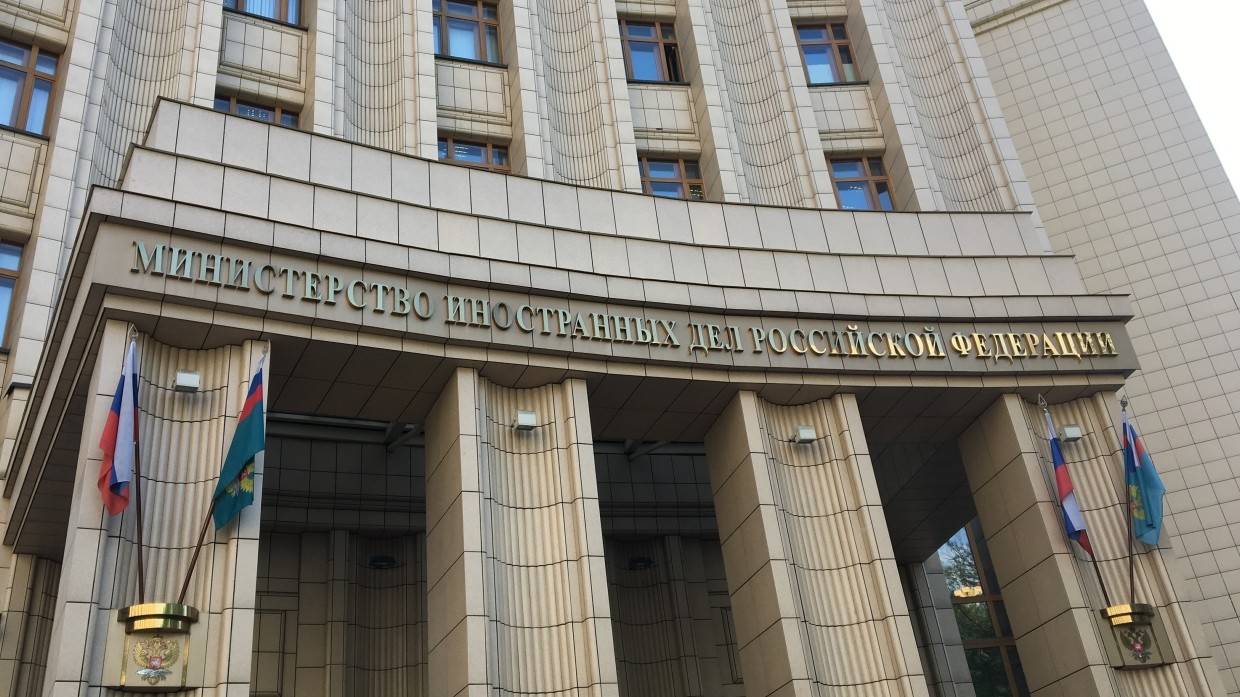 МИНИСТЕРСТВО ИНОСТРАННЫХ ДЕЛ РОССИЙСКОЙ ФЕДЕРАЦИИ